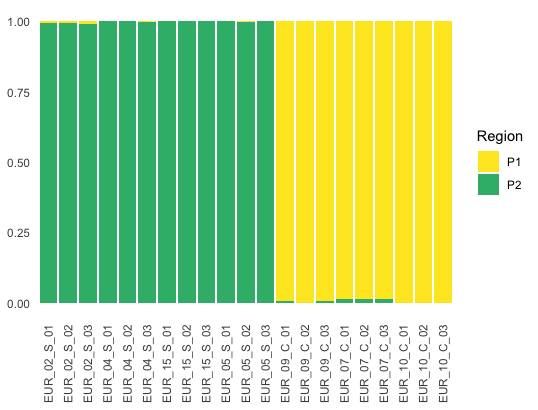 1.00
0.75
0.50
0.25
0.00
EUR_02_S_01
EUR_02_S_02
EUR_02_S_03
EUR_04_S_01
EUR_04_S_02
EUR_04_S_03
EUR_15_S_01
EUR_15_S_02
EUR_15_S_03
EUR_05_S_01
EUR_05_S_02
EUR_05_S_03
EUR_09_C_01
EUR_09_C_02
EUR_09_C_03
EUR_07_C_01
EUR_07_C_02
EUR_07_C_03
EUR_10_C_01
EUR_10_C_02
EUR_10_C_03
Region
P1
P2